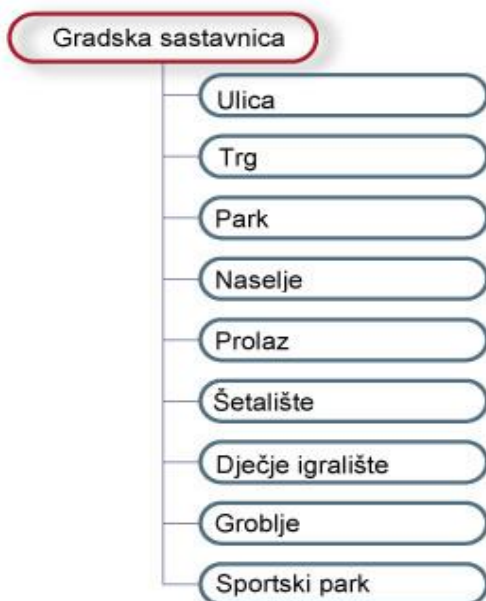 Gradska sastavnica
Ulica
Trg
Park
Naselje
Prolaz
Šetalište
Dječje igralište
Groblje
Sportski park